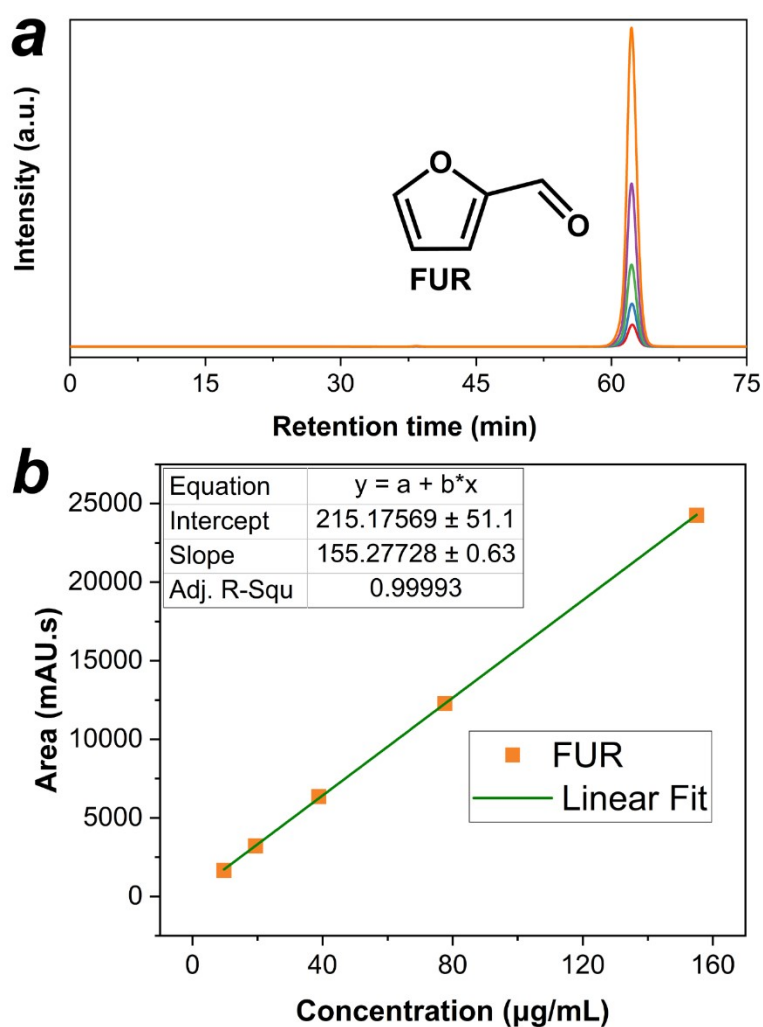 a
Intensity (a.u.)
O
O
FUR
0 15 30 45 60 75
Retention time (min)
b
Equation y = a + b*x
Intercept 215.17569 ± 51.1
Slope 155.27728 ± 0.63
Adj. R-Squ 0.99993
25000
20000
15000
10000
5000
0
Area (mAU.s)
FUR
Linear Fit
0 40 80 120 160
Concentration (µg/mL)